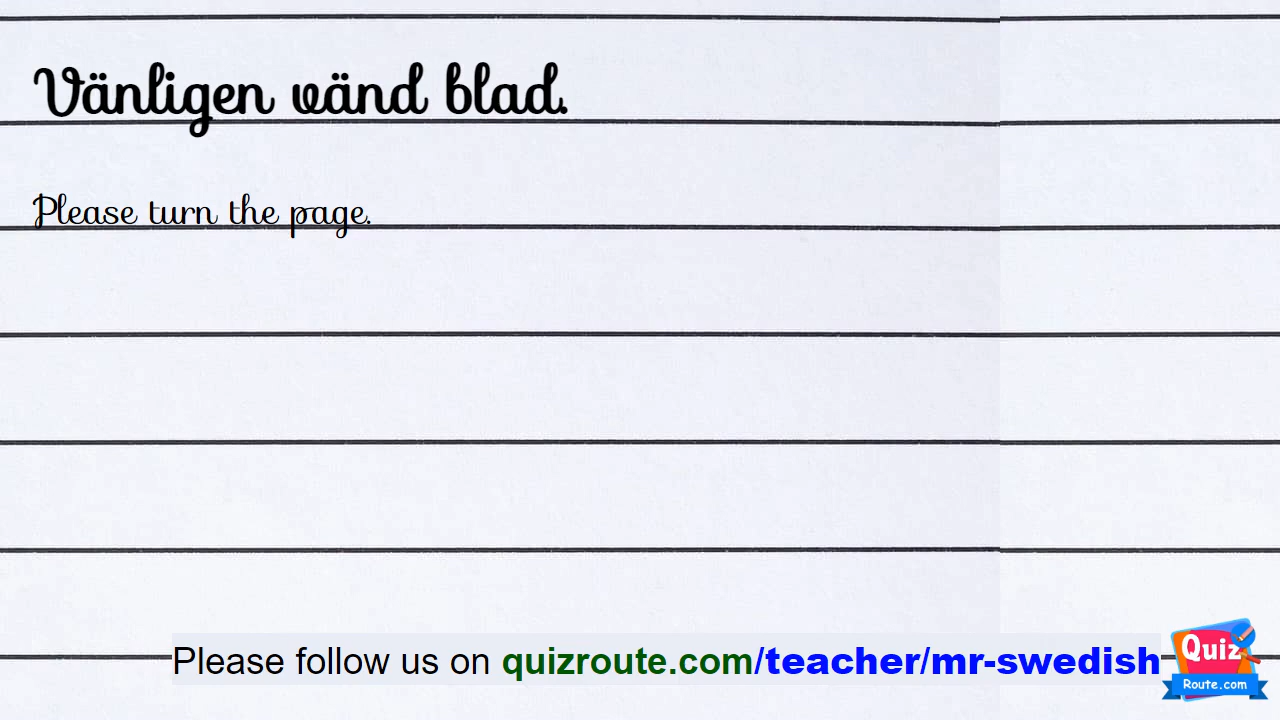 Vänligen vänd blad.
Please turn the page.
Please follow us on quizroute.com/teacher/mr-swedish
Quiz
Route.com